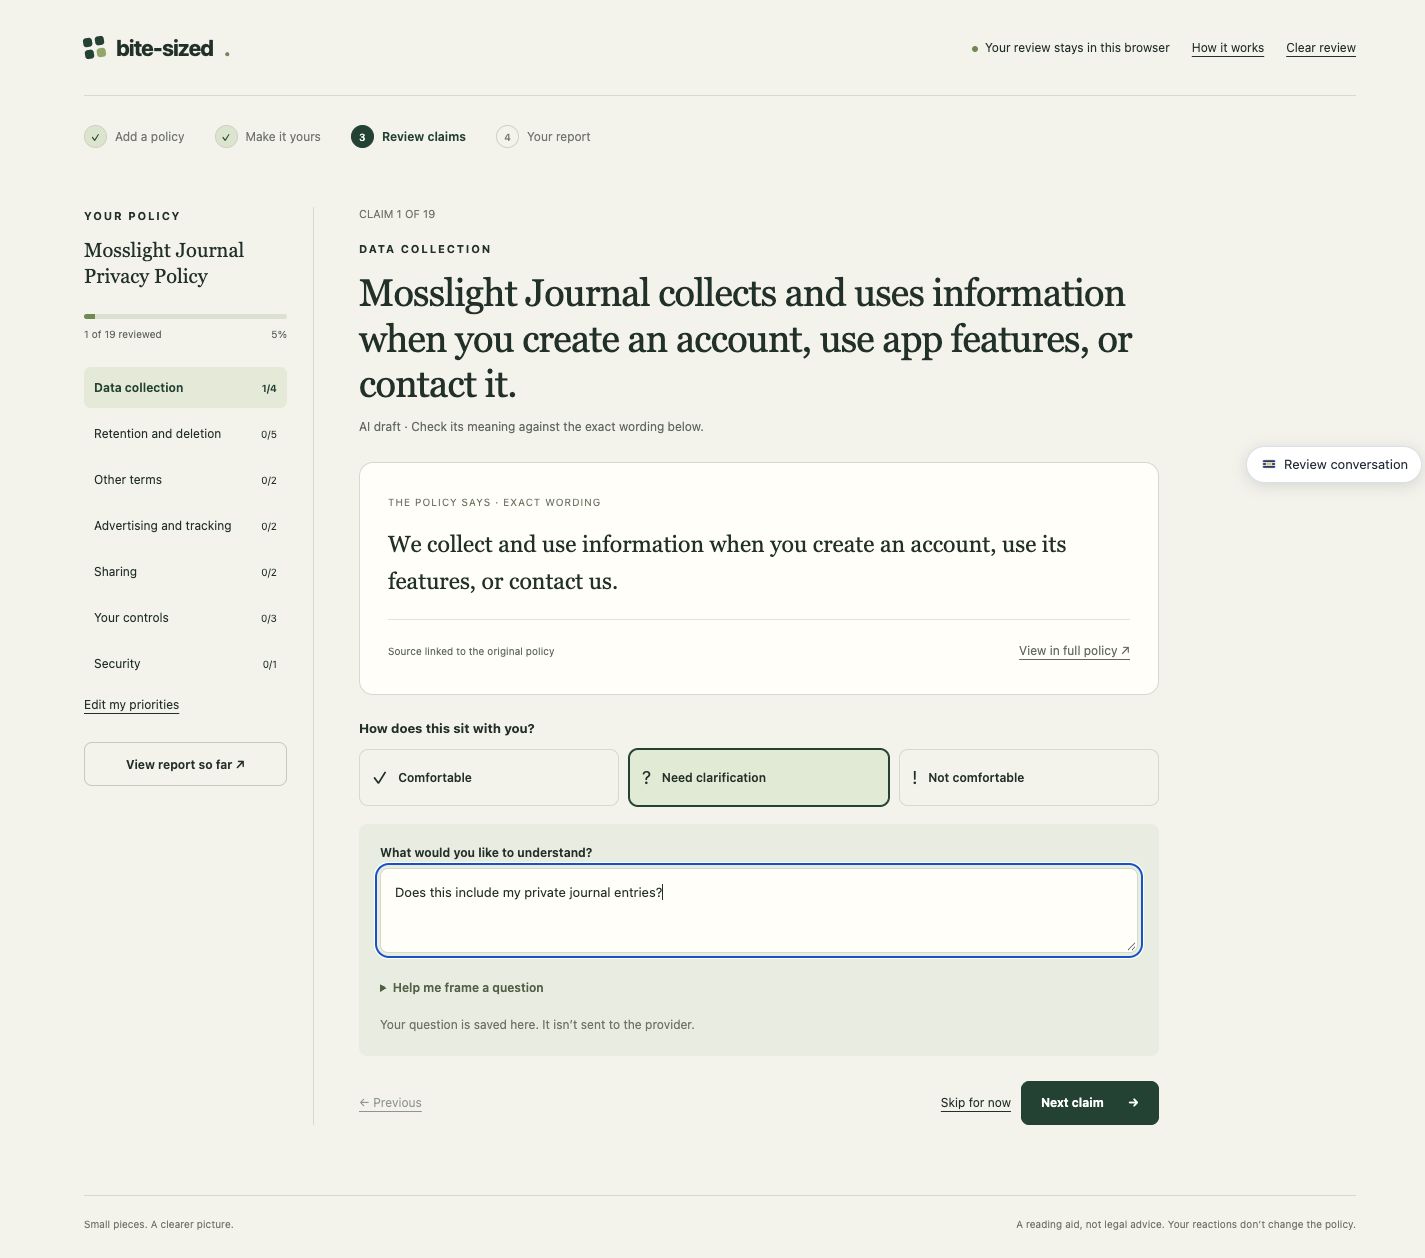 bite-sized .
Your review stays in this browser
How it works
Clear review
✓ Add a policy
✓ Make it yours
3 Review claims
4 Your report
YOUR POLICY
Mosslight Journal
Privacy Policy
1 of 19 reviewed
5%
Data collection 1/4
Retention and deletion 0/5
Other terms 0/2
Advertising and tracking 0/2
Sharing 0/2
Your controls 0/3
Security 0/1
Edit my priorities
View report so far ↗
CLAIM 1 OF 19
DATA COLLECTION
Mosslight Journal collects and uses information
when you create an account, use app features, or
contact it.
AI draft · Check its meaning against the exact wording below.
THE POLICY SAYS · EXACT WORDING
We collect and use information when you create an account, use its
features, or contact us.
Source linked to the original policy
View in full policy ↗
How does this sit with you?
✓ Comfortable
? Need clarification
! Not comfortable
What would you like to understand?
Does this include my private journal entries?
▶ Help me frame a question
Your question is saved here. It isn’t sent to the provider.
← Previous
Skip for now
Next claim →
Review conversation
Small pieces. A clearer picture.
A reading aid, not legal advice. Your reactions don’t change the policy.